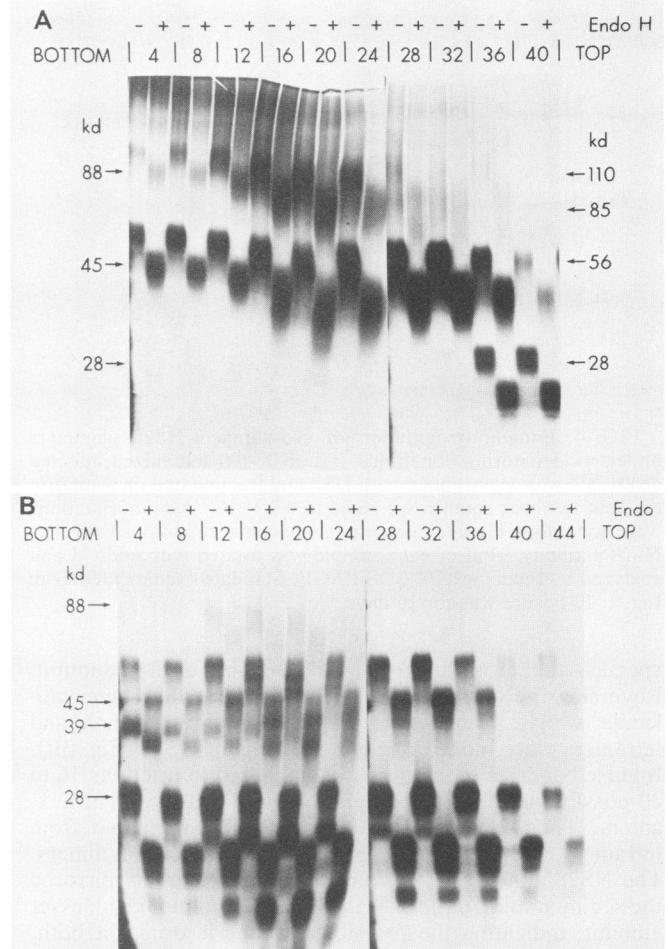 A
- + - + - + - + - + - + - + - + - + - + Endo H
BOTTOM | 4 | 8 | 12 | 16 | 20 | 24 | 28 | 32 | 36 | 40 | TOP
kd kd
88→ ←110
←85
45→ ←56
28→ ←28
B
- + - + - + - + - + - + - + - + - + - + - + Endo
BOTTOM | 4 | 8 | 12 | 16 | 20 | 24 | 28 | 32 | 36 | 40 | 44 | TOP
kd
88→
45→
39→
28→